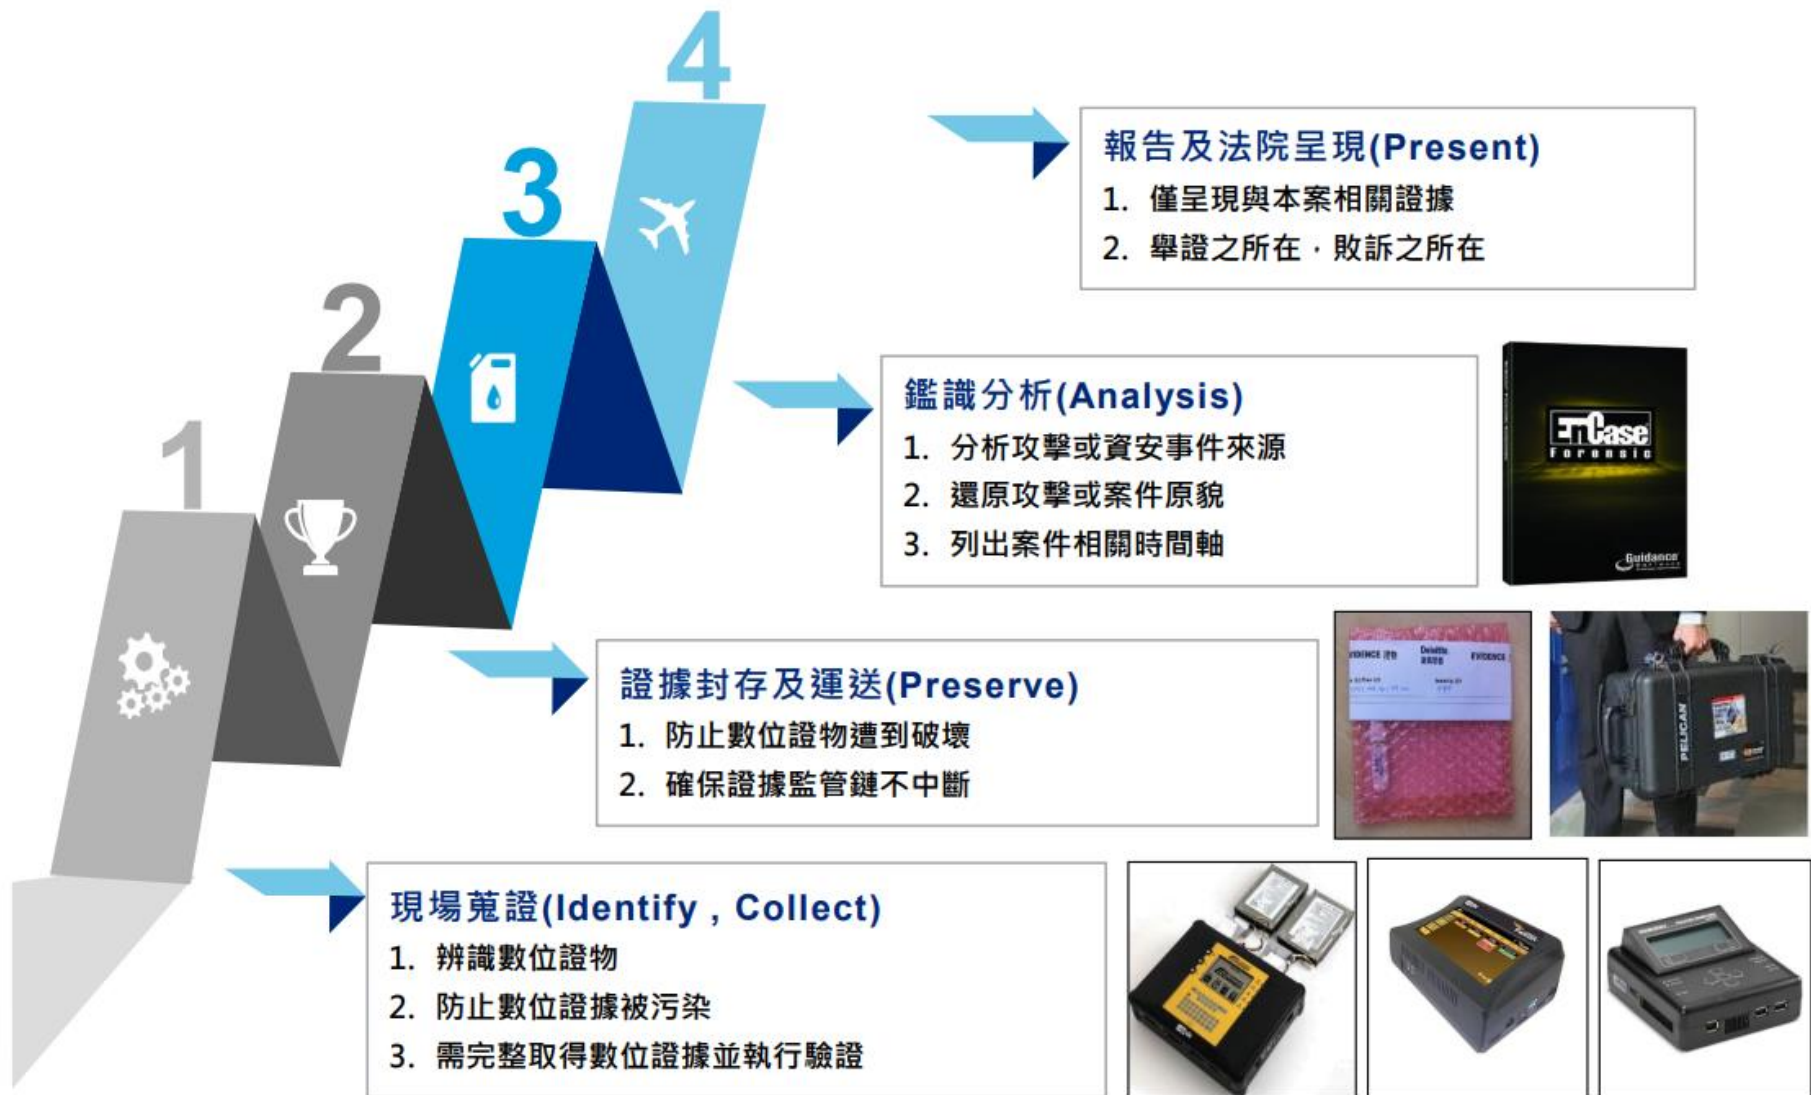 4
報告及法院呈現(Present)
1. 僅呈現與本案相關證據
2. 舉證之所在，敗訴之所在
3
鑑識分析(Analysis)
1. 分析攻擊或資安事件來源
2. 還原攻擊或案件原貌
3. 列出案件相關時間軸
EnCase
Forensic
Guidance
2
證據封存及運送(Preserve)
1. 防止數位證物遭到破壞
2. 確保證據監管鏈不中斷
EVIDENCE
Deloitte
EVIDENCE
PELICAN
1
現場蒐證(Identify , Collect)
1. 辨識數位證物
2. 防止數位證據被污染
3. 需完整取得數位證據並執行驗證